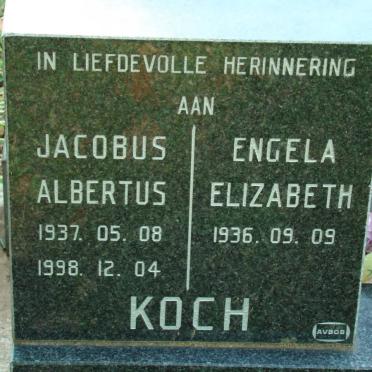 IN LIEFDEVOLLE HERINNERING
AAN
JACOBUS
ALBERTUS
1937. 05. 08
1998. 12. 04
ENGELA
ELIZABETH
1936. 09. 09
KOCH
AVBOB